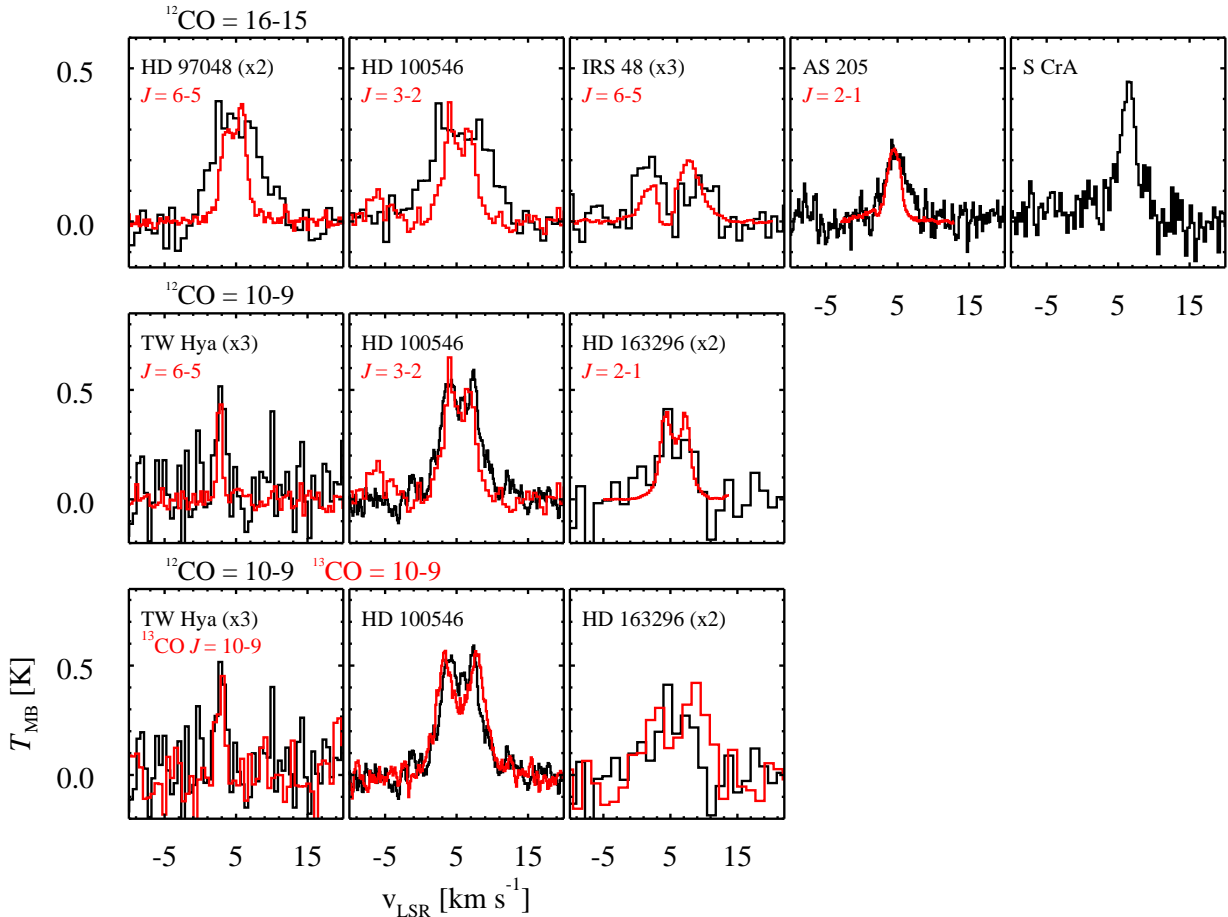 ¹²CO = 16-15
HD 97048 (x2)
J = 6-5
HD 100546
J = 3-2
IRS 48 (x3)
J = 6-5
AS 205
J = 2-1
S CrA
0.5
0.0
-5 5 15
-5 5 15
¹²CO = 10-9
TW Hya (x3)
J = 6-5
HD 100546
J = 3-2
HD 163296 (x2)
J = 2-1
0.5
0.0
¹²CO = 10-9 ¹³CO = 10-9
TW Hya (x3)
¹³CO J = 10-9
HD 100546
HD 163296 (x2)
0.5
0.0
T_MB [K]
-5 5 15
-5 5 15
-5 5 15
v_LSR [km s⁻¹]